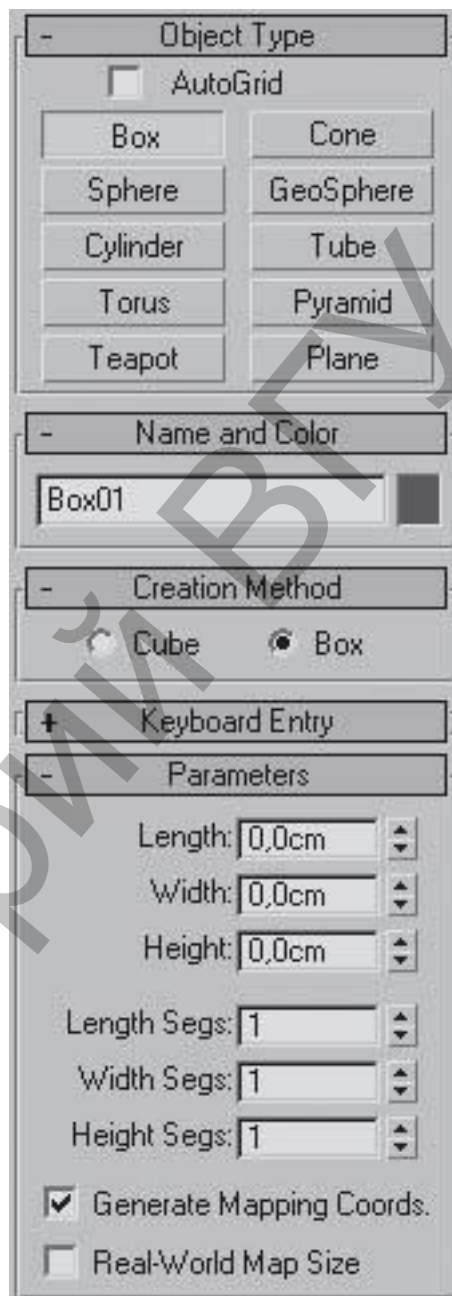 - Object Type
AutoGrid
Box Cone
Sphere GeoSphere
Cylinder Tube
Torus Pyramid
Teapot Plane
- Name and Color
Box01
- Creation Method
Cube Box
+ Keyboard Entry
- Parameters
Length: 0,0cm
Width: 0,0cm
Height: 0,0cm
Length Segs: 1
Width Segs: 1
Height Segs: 1
Generate Mapping Coords.
Real-World Map Size
рий ВГУ